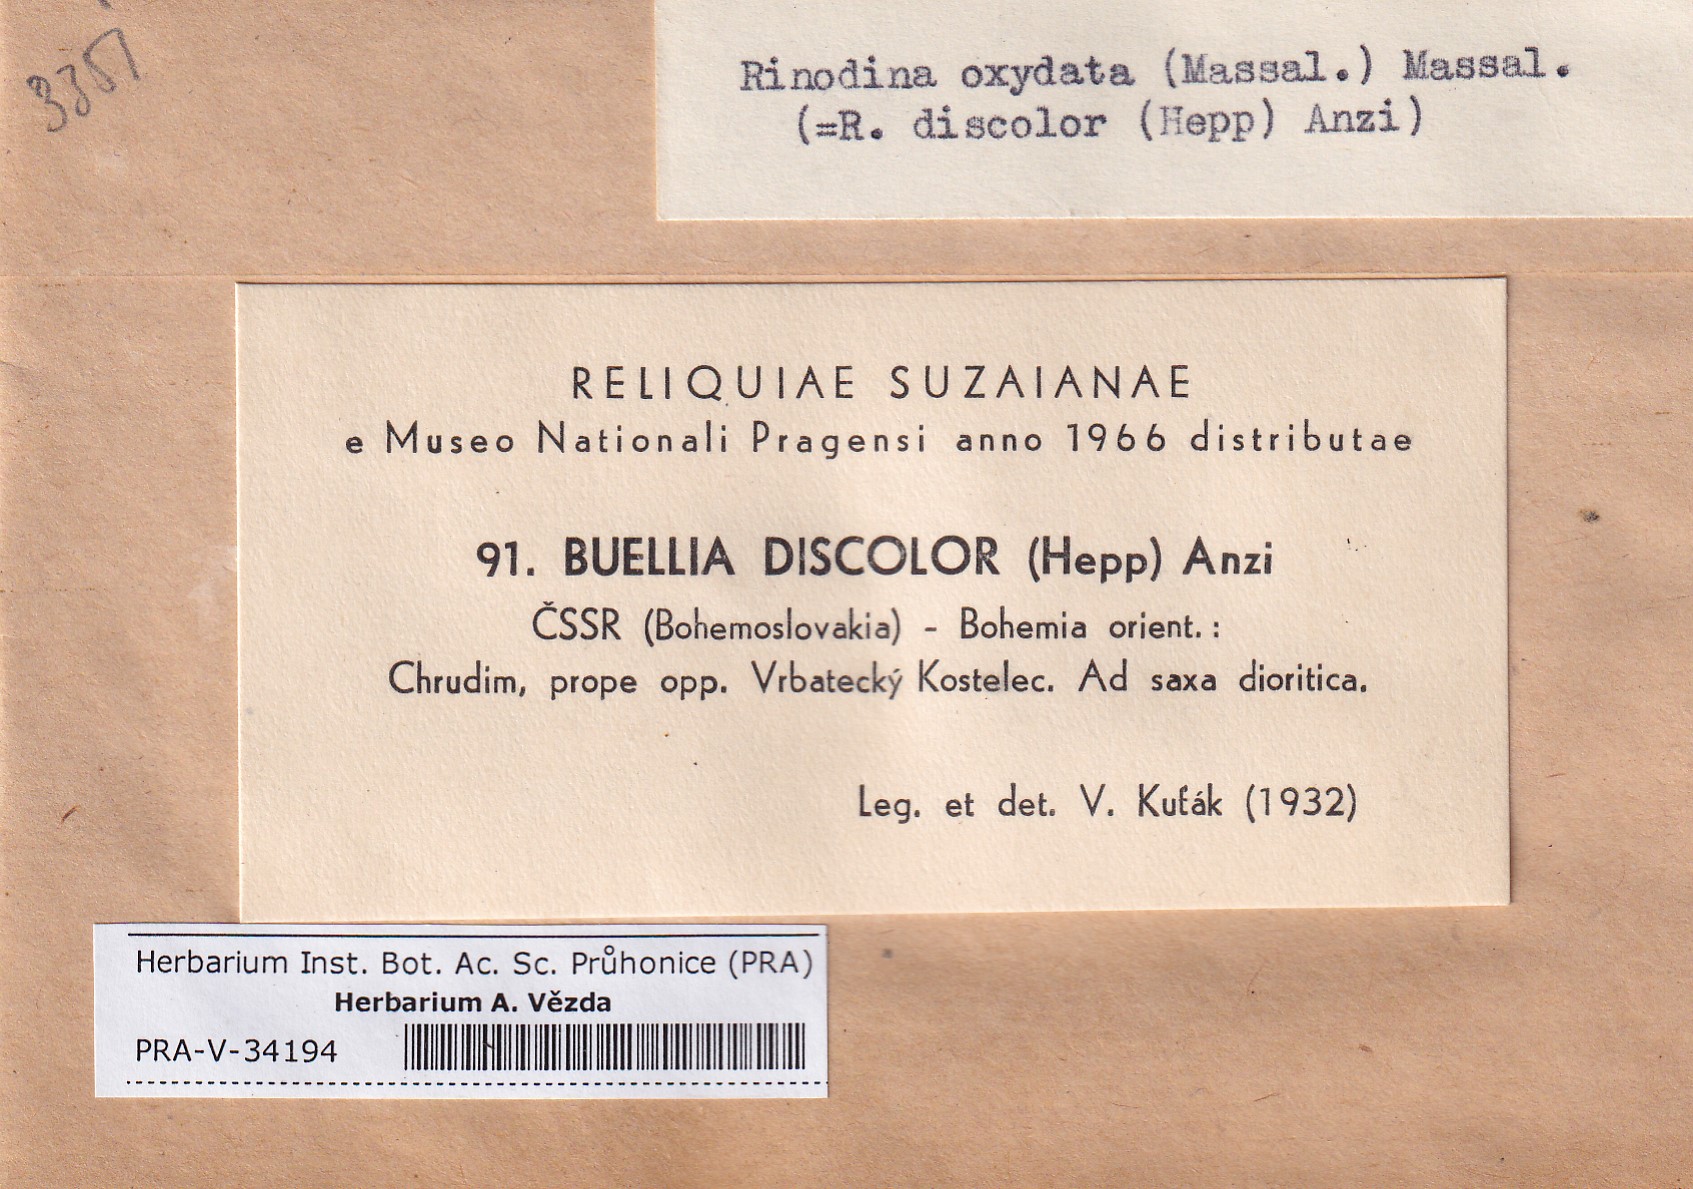 3351
Rinodina oxydata (Massal.) Massal.
(=R. discolor (Hepp) Anzi)
RELIQUIAE SUZAIANAE
e Museo Nationali Pragensi anno 1966 distributae
91. BUELLIA DISCOLOR (Hepp) Anzi
ČSSR (Bohemoslovakia) - Bohemia orient.:
Chrudim, prope opp. Vrbatecký Kostelec. Ad saxa dioritica.
Leg. et det. V. Kuťák (1932)
Herbarium Inst. Bot. Ac. Sc. Průhonice (PRA)
Herbarium A. Vězda
PRA-V-34194